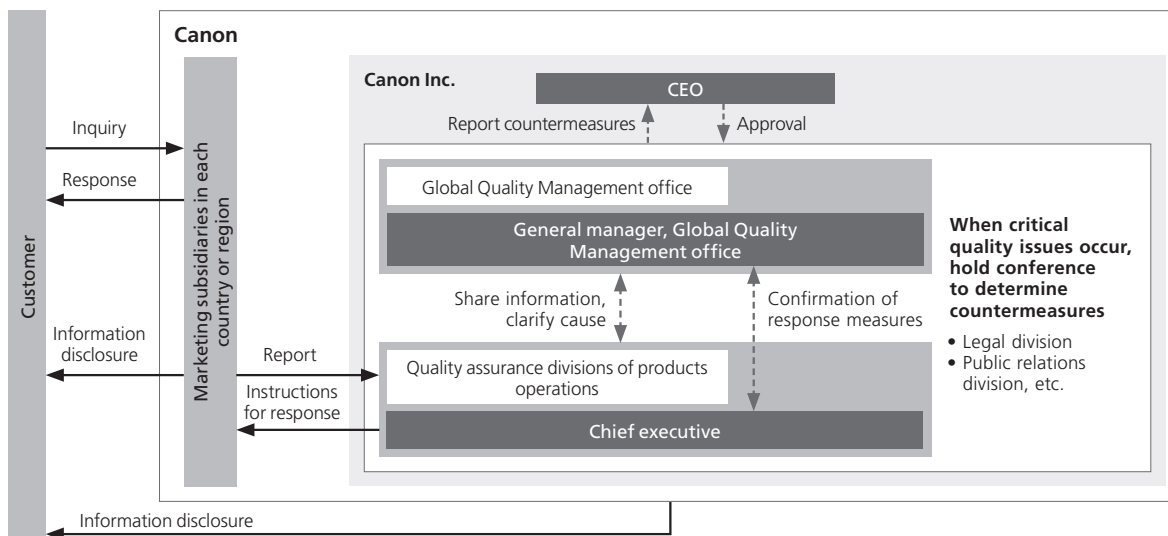 Canon
Canon Inc.
CEO
Report countermeasures
Approval
Inquiry
Response
Customer
Marketing subsidiaries in each
country or region
Global Quality Management office
General manager, Global Quality
Management office
When critical
quality issues occur,
hold conference
to determine
countermeasures
• Legal division
• Public relations
division, etc.
Share information,
clarify cause
Confirmation of
response measures
Information
disclosure
Report
Instructions
for response
Quality assurance divisions of products
operations
Chief executive
Information disclosure